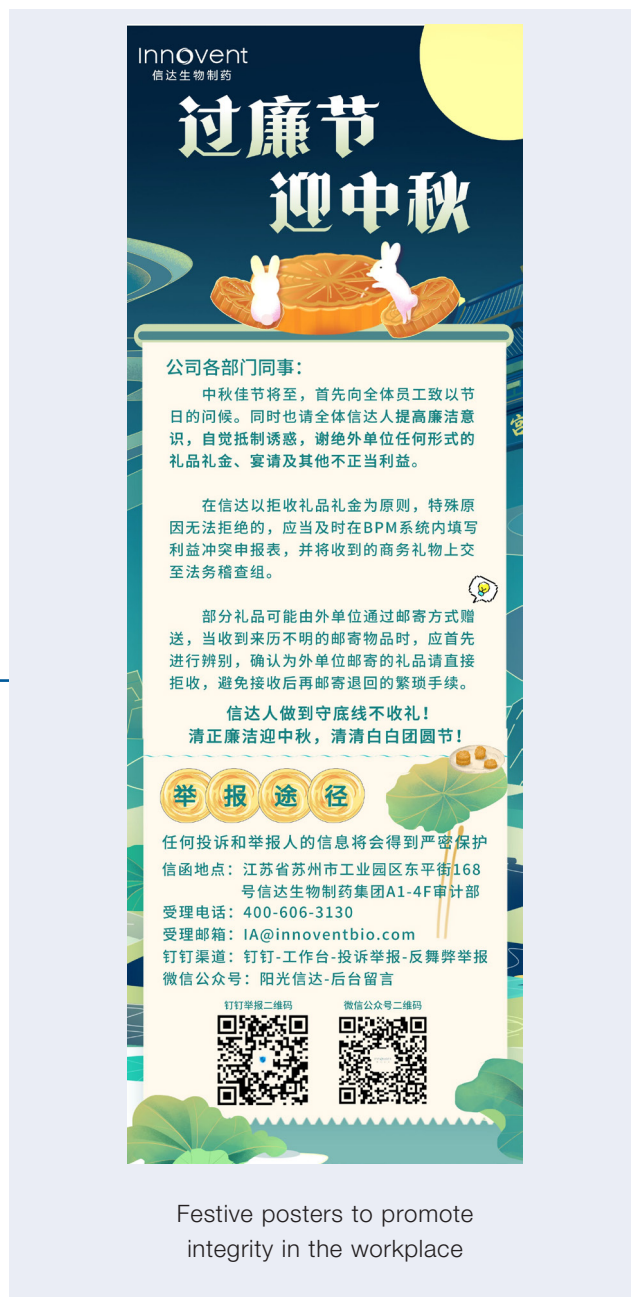 Innovent
信达生物制药
过廉节
迎中秋
公司各部门同事：
中秋佳节将至，首先向全体员工致以节
日的问候。同时也请全体信达人提高廉洁意
识，自觉抵制诱惑，谢绝外单位任何形式的
礼品礼金、宴请及其他不正当利益。
在信达以拒收礼品礼金为原则，特殊原
因无法拒绝的，应当及时在BPM系统内填写
利益冲突申报表，并将收到的商务礼物上交
至法务稽查组。
部分礼品可能由外单位通过邮寄方式赠
送，当收到来历不明的邮寄物品时，应首先
进行辨别，确认为外单位邮寄的礼品请直接
拒收，避免接收后再邮寄退回的繁琐手续。
信达人做到守底线不收礼！
清正廉洁迎中秋，清清白白团圆节！
举报途径
任何投诉和举报人的信息将会得到严密保护
信函地点：江苏省苏州市工业园区东平街168
号信达生物制药集团A1-4F审计部
受理电话：400-606-3130
受理邮箱：IA@innoventbio.com
钉钉渠道：钉钉-工作台-投诉举报-反舞弊举报
微信公众号：阳光信达-后台留言
钉钉举报二维码 微信公众号二维码
Festive posters to promote
integrity in the workplace